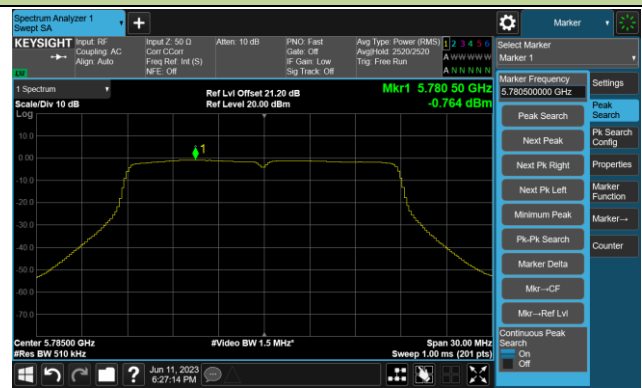 Spectrum Analyzer 1
Swept SA
Marker
KEYSIGHT
Input: RF
Coupling: AC
Align: Auto
Input Z: 50 Ω
Corr CCorr
Freq Ref: Int (S)
NFE: Off
Atten: 10 dB
PNO: Fast
Gate: Off
IF Gain: Low
Sig Track: Off
Avg Type: Power (RMS)
Avg|Hold: 2520/2520
Trig: Free Run
1 2 3 4 5 6
A W W W W W
A N N N N N
Select Marker
Marker 1
1 Spectrum
Scale/Div 10 dB
Log
Ref Lvl Offset 21.20 dB
Ref Level 20.00 dBm
Mkr1 5.780 50 GHz
-0.764 dBm
10.0
0.00
-10.0
-20.0
-30.0
-40.0
-50.0
-60.0
-70.0
1
Center 5.78500 GHz
#Res BW 510 kHz
#Video BW 1.5 MHz*
Span 30.00 MHz
Sweep 1.00 ms (201 pts)
Marker Frequency
5.780500000 GHz
Peak Search
Next Peak
Next Pk Right
Next Pk Left
Minimum Peak
Pk-Pk Search
Marker Delta
Mkr→CF
Mkr→Ref Lvl
Continuous Peak
Search
On
Off
Settings
Peak
Search
Pk Search
Config
Properties
Marker
Function
Marker→
Counter
?
Jun 11, 2023
6:27:14 PM